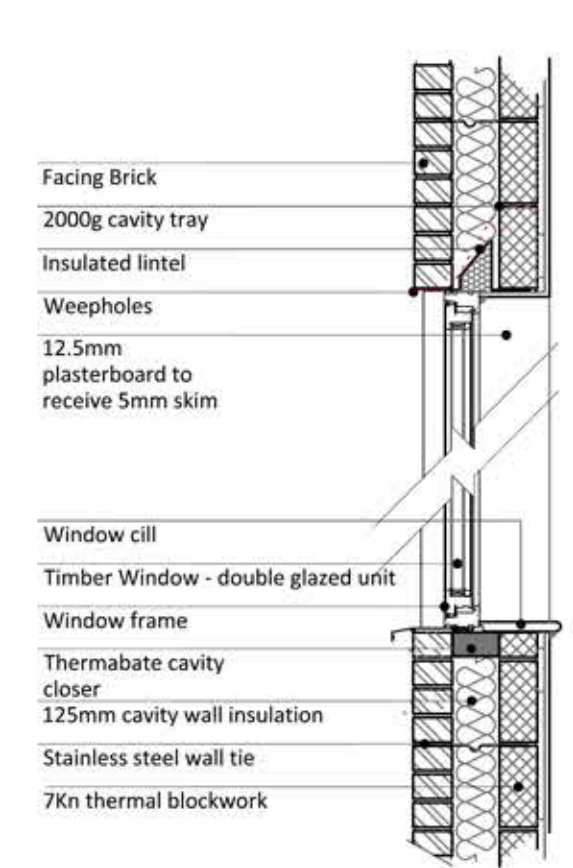 Facing Brick
2000g cavity tray
Insulated lintel
Weepholes
12.5mm
plasterboard to
receive 5mm skim
Window cill
Timber Window - double glazed unit
Window frame
Thermabate cavity
closer
125mm cavity wall insulation
Stainless steel wall tie
7Kn thermal blockwork